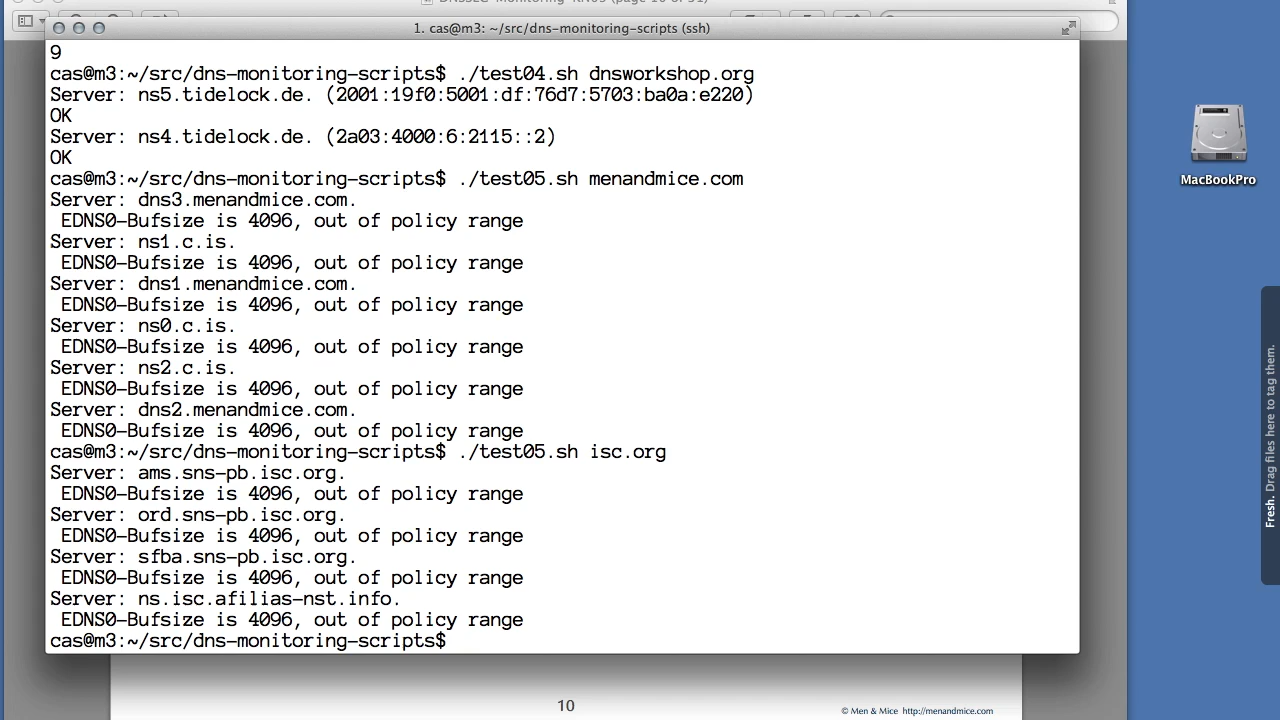 1. cas@m3: ~/src/dns-monitoring-scripts (ssh)
9
cas@m3:~/src/dns-monitoring-scripts$ ./test04.sh dnsworkshop.org
Server: ns5.tidelock.de. (2001:19f0:5001:df:76d7:5703:ba0a:e220)
OK
Server: ns4.tidelock.de. (2a03:4000:6:2115::2)
OK
cas@m3:~/src/dns-monitoring-scripts$ ./test05.sh menandmice.com
Server: dns3.menandmice.com.
EDNS0-Bufsize is 4096, out of policy range
Server: ns1.c.is.
EDNS0-Bufsize is 4096, out of policy range
Server: dns1.menandmice.com.
EDNS0-Bufsize is 4096, out of policy range
Server: ns0.c.is.
EDNS0-Bufsize is 4096, out of policy range
Server: ns2.c.is.
EDNS0-Bufsize is 4096, out of policy range
Server: dns2.menandmice.com.
EDNS0-Bufsize is 4096, out of policy range
cas@m3:~/src/dns-monitoring-scripts$ ./test05.sh isc.org
Server: ams.sns-pb.isc.org.
EDNS0-Bufsize is 4096, out of policy range
Server: ord.sns-pb.isc.org.
EDNS0-Bufsize is 4096, out of policy range
Server: sfba.sns-pb.isc.org.
EDNS0-Bufsize is 4096, out of policy range
Server: ns.isc.afilias-nst.info.
EDNS0-Bufsize is 4096, out of policy range
cas@m3:~/src/dns-monitoring-scripts$
10
© Men & Mice http://menandmice.com
MacBookPro
Fresh. Drag files here to tag them.